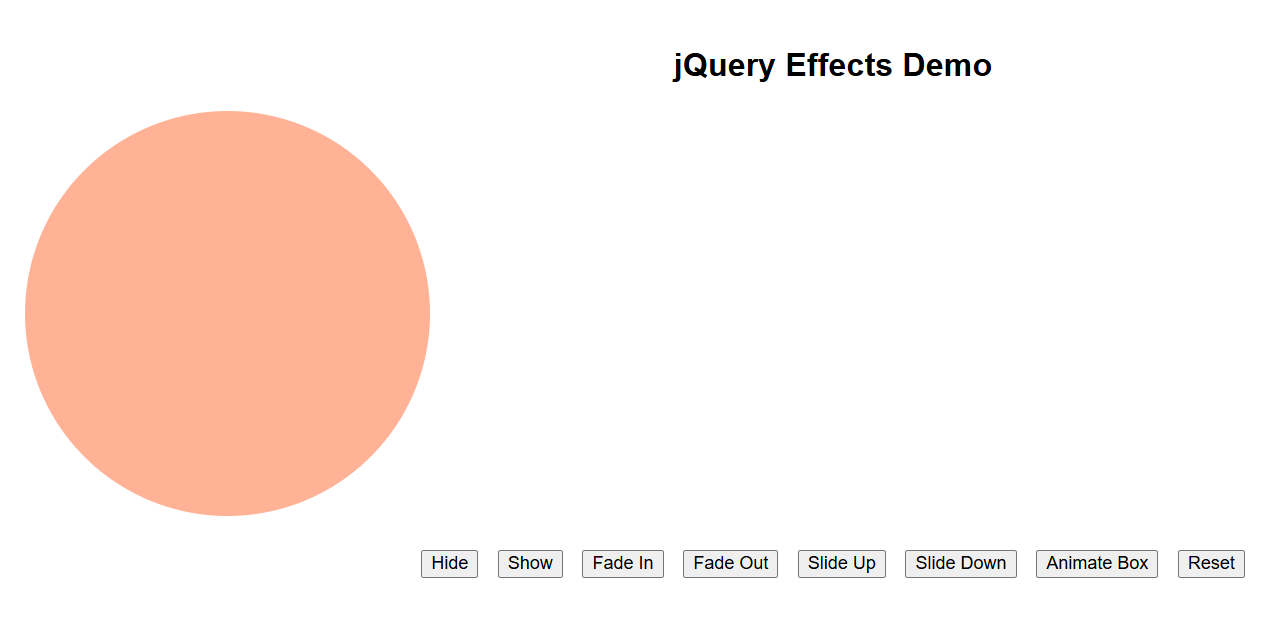 jQuery Effects Demo
Hide Show Fade In Fade Out Slide Up Slide Down Animate Box Reset